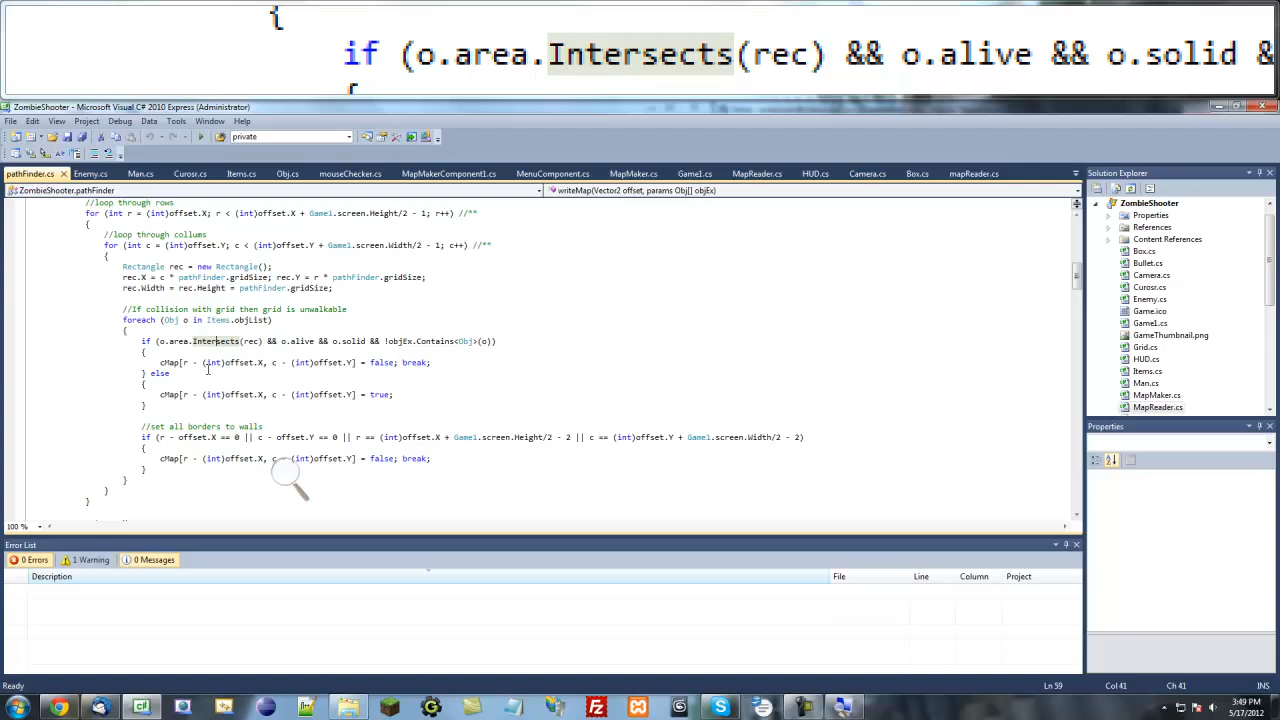 {
if (o.area.Intersects(rec) && o.alive && o.solid &
{
ZombieShooter - Microsoft Visual C# 2010 Express (Administrator)
File Edit View Project Debug Data Tools Window Help
private
pathFinder.cs Enemy.cs Man.cs Curosr.cs Items.cs Obj.cs mouseChecker.cs MapMakerComponent1.cs MenuComponent.cs MapMaker.cs Game1.cs MapReader.cs HUD.cs Camera.cs Box.cs mapReader.cs
ZombieShooter.pathFinder writeMap(Vector2 offset, params Obj[] objEx)
//loop through rows
for (int r = (int)offset.X; r < (int)offset.X + Game1.screen.Height/2 - 1; r++) //**
{
//loop through collums
for (int c = (int)offset.Y; c < (int)offset.Y + Game1.screen.Width/2 - 1; c++) //**
{
Rectangle rec = new Rectangle();
rec.X = c * pathFinder.gridSize; rec.Y = r * pathFinder.gridSize;
rec.Width = rec.Height = pathFinder.gridSize;
//If collision with grid then grid is unwalkable
foreach (Obj o in Items.objList)
{
if (o.area.Intersects(rec) && o.alive && o.solid && !objEx.Contains<Obj>(o))
{
cMap[r - (int)offset.X, c - (int)offset.Y] = false; break;
} else
{
cMap[r - (int)offset.X, c - (int)offset.Y] = true;
}
//set all borders to walls
if (r - offset.X == 0 || c - offset.Y == 0 || r == (int)offset.X + Game1.screen.Height/2 - 2 || c == (int)offset.Y + Game1.screen.Width/2 - 2)
{
cMap[r - (int)offset.X, c - (int)offset.Y] = false; break;
}
}
}
}
100 %
Solution Explorer
ZombieShooter
Properties
References
Content References
Box.cs
Bullet.cs
Camera.cs
Curosr.cs
Enemy.cs
Game.ico
Game1.cs
GameThumbnail.png
Grid.cs
HUD.cs
Items.cs
Man.cs
MapMaker.cs
MapReader.cs
Properties
Error List
0 Errors 1 Warning 0 Messages
Description File Line Column Project
Ready Ln 59 Col 41 Ch 41 INS
3:49 PM
5/17/2012